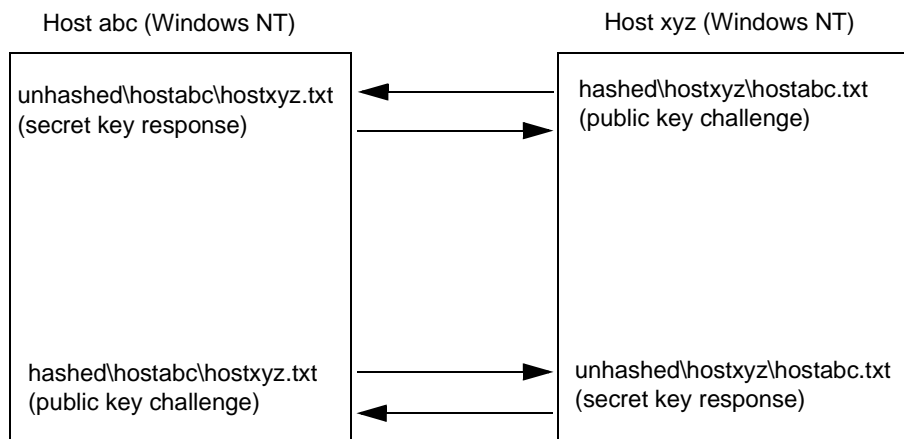 Host abc (Windows NT)
Host xyz (Windows NT)
unhashed\hostabc\hostxyz.txt
(secret key response)
hashed\hostxyz\hostabc.txt
(public key challenge)
hashed\hostabc\hostxyz.txt
(public key challenge)
unhashed\hostxyz\hostabc.txt
(secret key response)